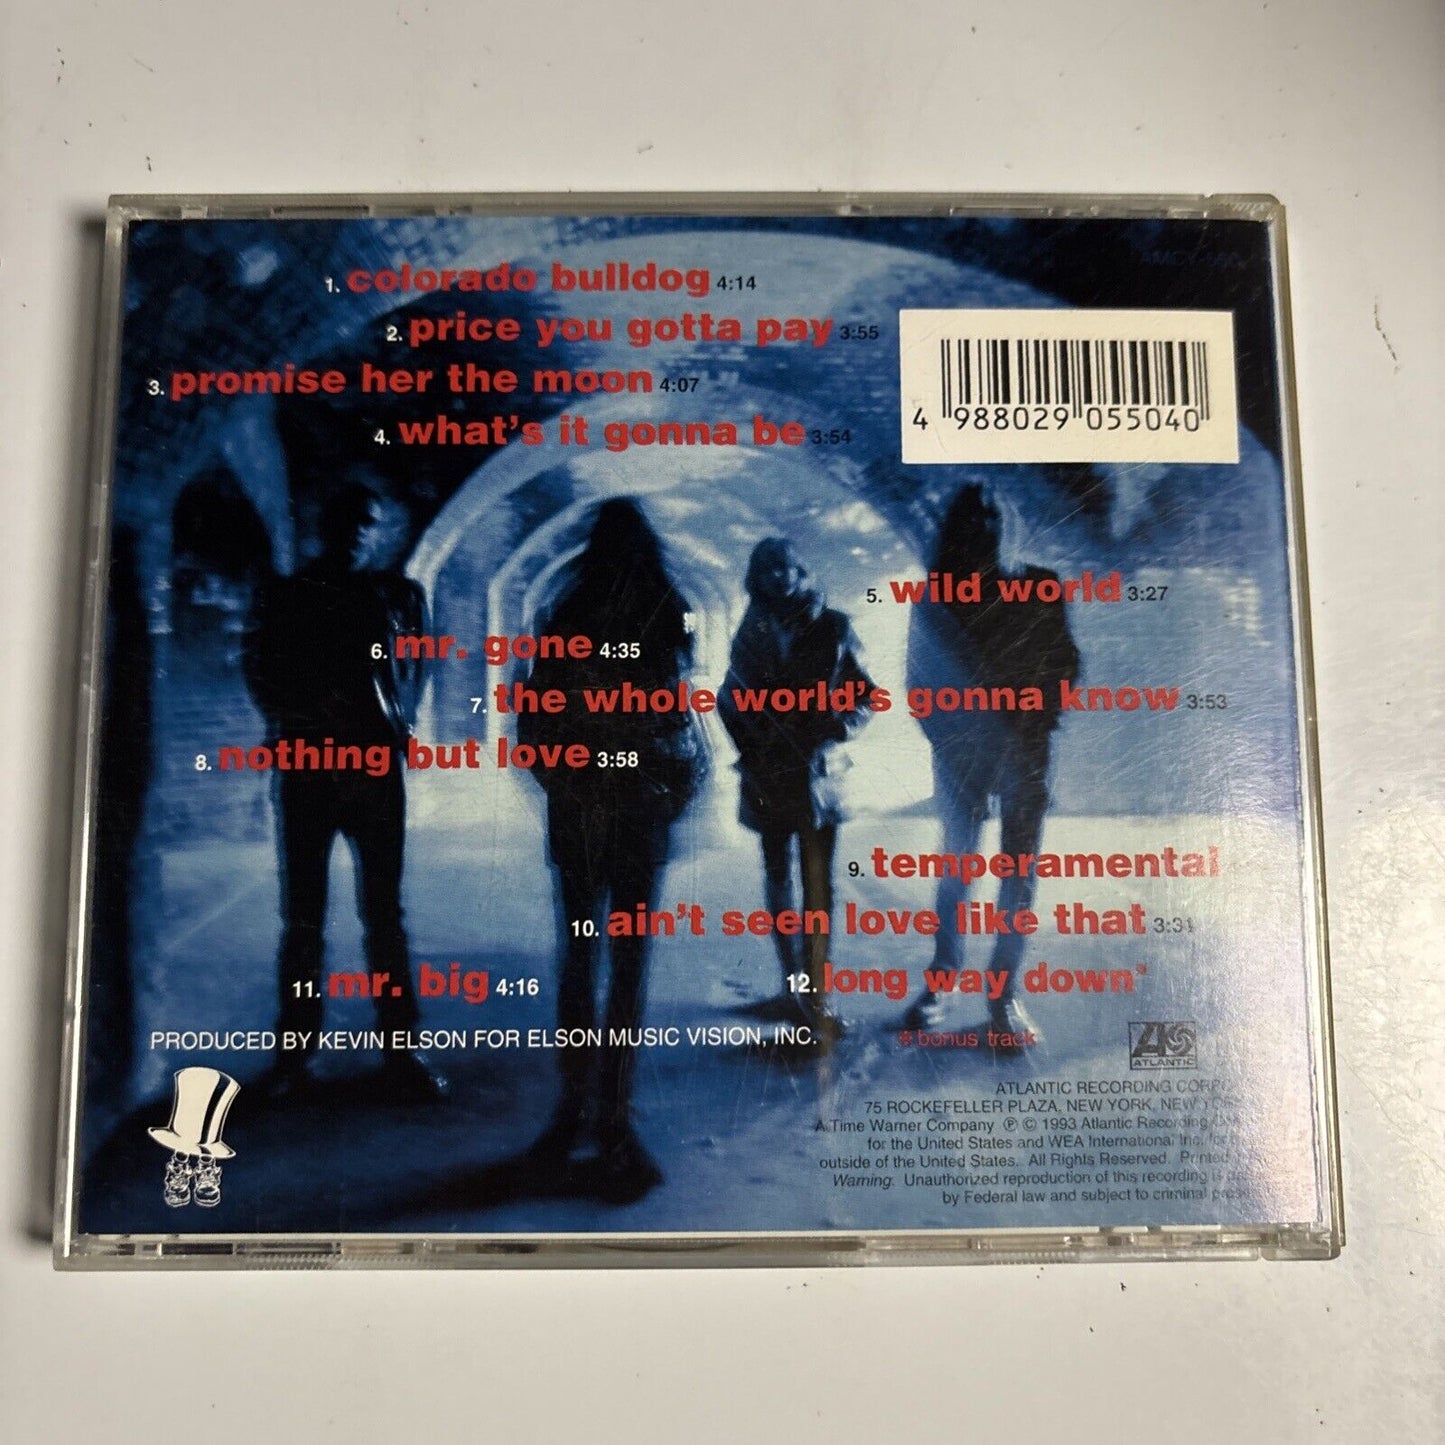 AMCY-550
1. colorado bulldog 4:14
2. price you gotta pay 3:55
3. promise her the moon 4:07
4. what's it gonna be 3:54
4 988029 055040
5. wild world 3:27
6. mr. gone 4:35
7. the whole world's gonna know 3:53
8. nothing but love 3:58
9. temperamental
10. ain't seen love like that 3:31
11. mr. big 4:16
12. long way down*
PRODUCED BY KEVIN ELSON FOR ELSON MUSIC VISION, INC.
* bonus track
ATLANTIC
ATLANTIC RECORDING
75 ROCKEFELLER PLAZA, NEW YORK, NEW
A Time Warner Company ℗ © 1993 Atlantic Recording
for the United States and WEA International Inc. for
outside of the United States. All Rights Reserved. Printed
Warning: Unauthorized reproduction of this recording is
by Federal law and subject to criminal